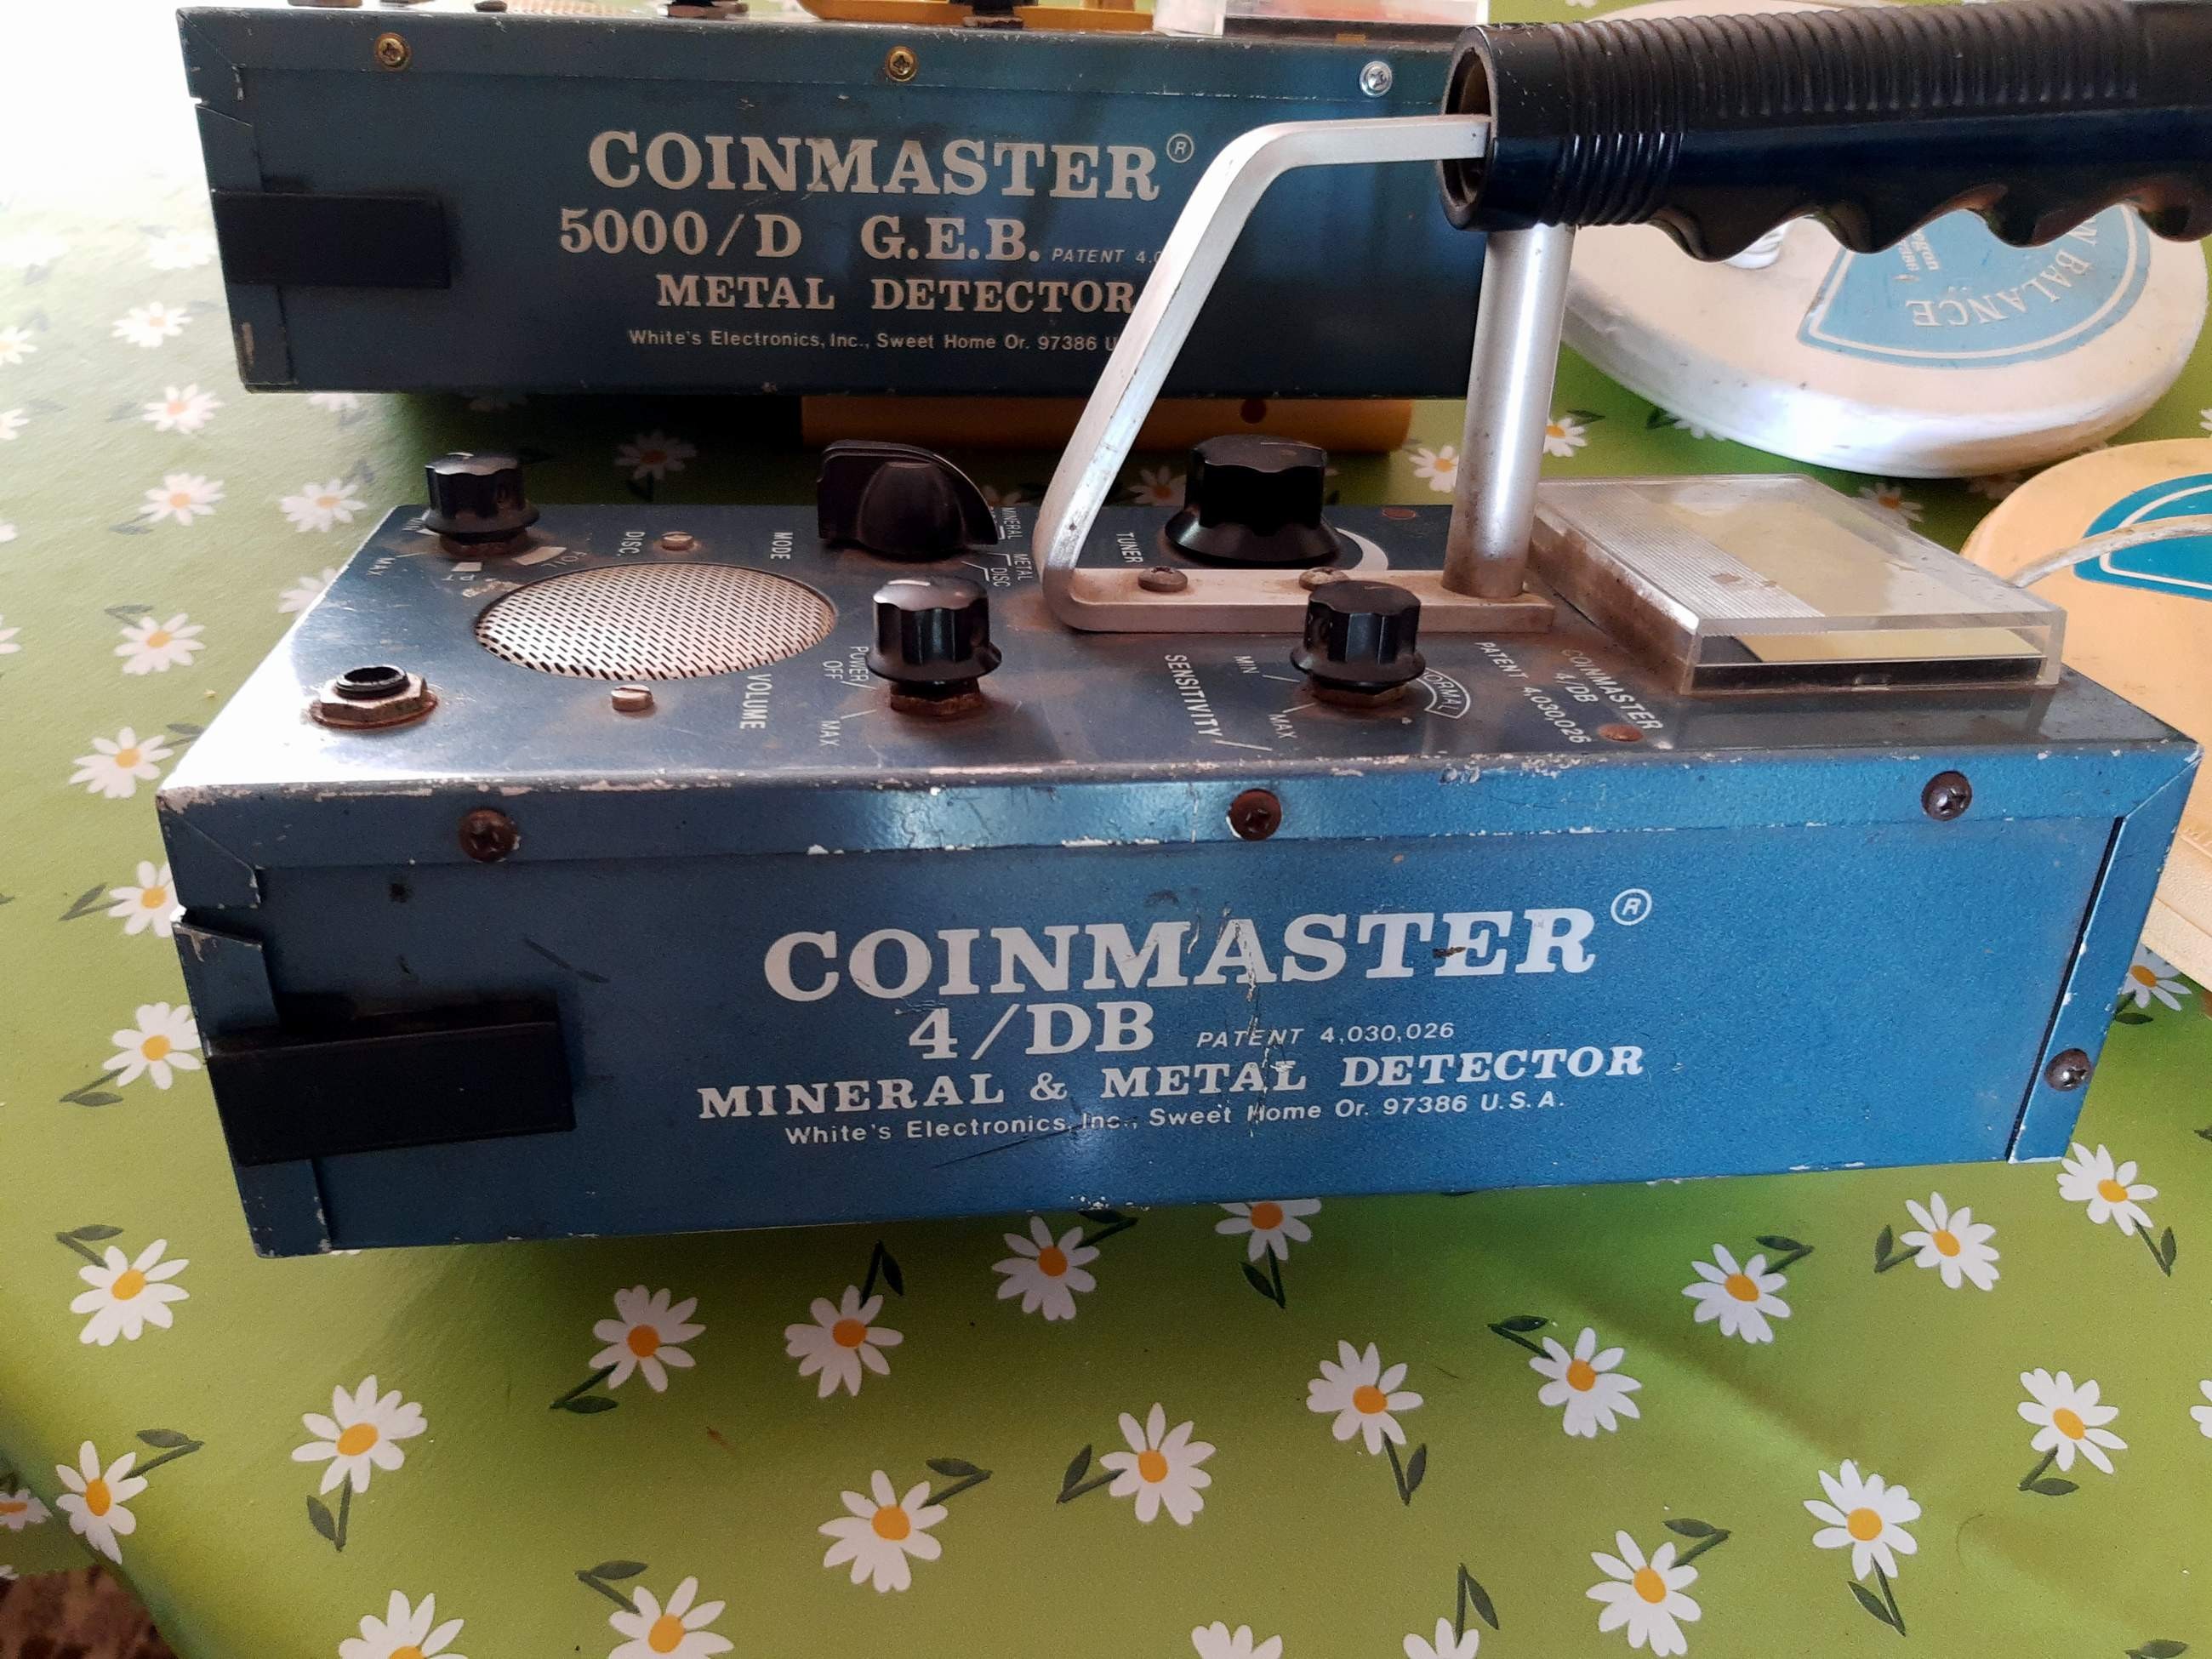 COINMASTER®
5000/D G.E.B. PATENT 4.0
METAL DETECTOR
White's Electronics, Inc., Sweet Home Or. 97386 U
BALANCE
MAX
DISC.
FOIL
MODE
MINERAL
METAL
DISC
TUNER
POWER
OFF
VOLUME
MAX
SENSITIVITY
MIN
MAX
NORMAL
COINMASTER
4/DB
PATENT 4,030,026
COINMASTER®
4/DB PATENT 4,030,026
MINERAL & METAL DETECTOR
White's Electronics, Inc., Sweet Home Or. 97386 U.S.A.